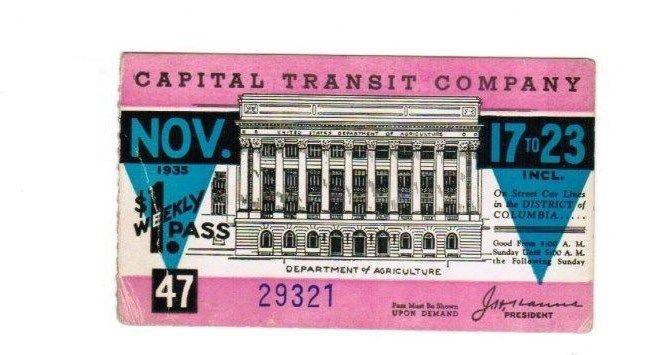 CAPITAL TRANSIT COMPANY
NOV. 17 TO 23
1935 INCL.
UNITED STATES DEPARTMENT OF AGRICULTURE
$1. WEEKLY PASS
On Street Car Lines
in the DISTRICT of
COLUMBIA.....
Good From 5:00 A. M.
Sunday Until 5:00 A. M.
the Following Sunday
DEPARTMENT of AGRICULTURE
47
29321
Pass Must Be Shown
UPON DEMAND
PRESIDENT